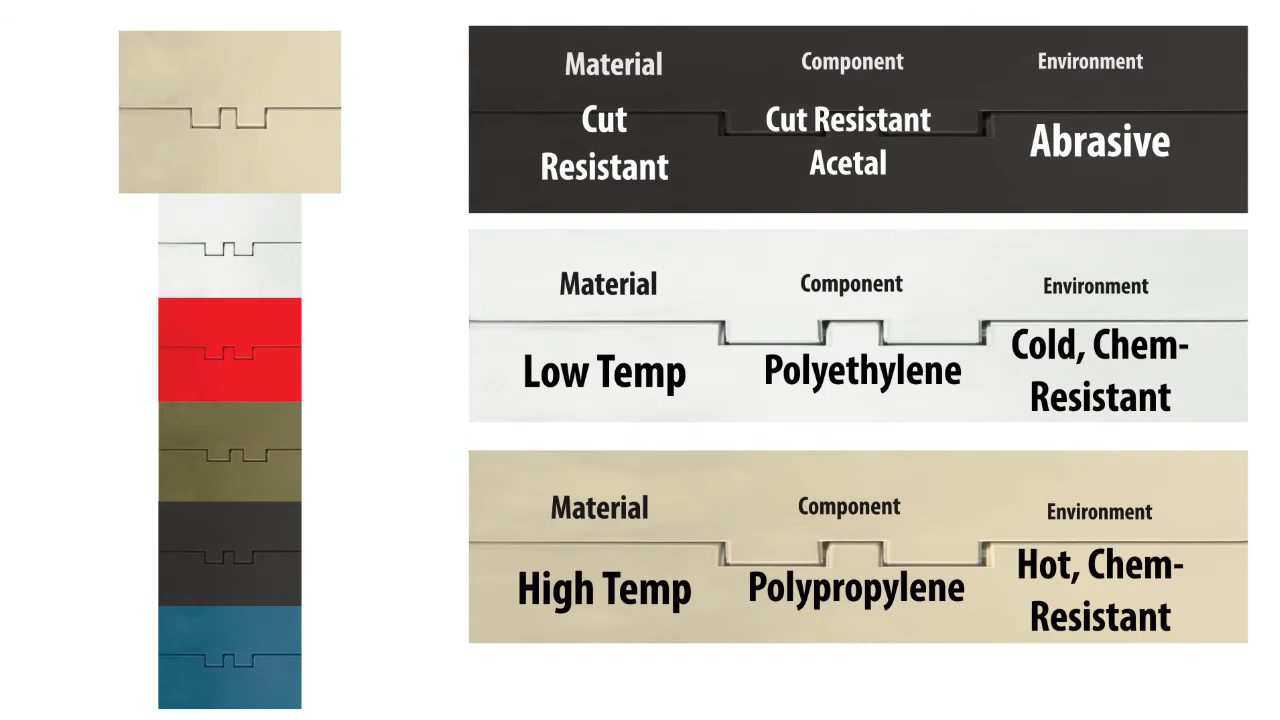 Material
Component
Environment
Cut
Resistant
Cut Resistant
Acetal
Abrasive
Material
Component
Environment
Low Temp
Polyethylene
Cold, Chem-
Resistant
Material
Component
Environment
High Temp
Polypropylene
Hot, Chem-
Resistant